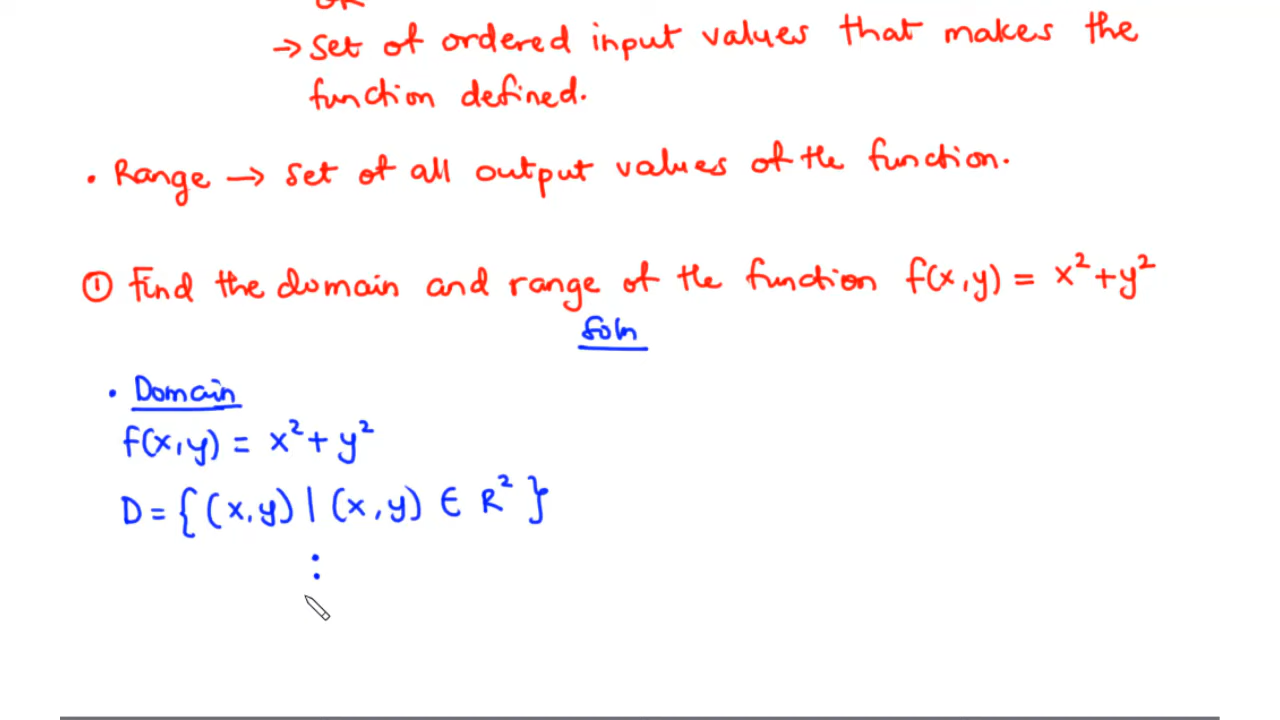 OR
→ Set of ordered input values that makes the
function defined.
• Range → Set of all output values of the function.
① Find the domain and range of the function f(x,y) = x²+y²
Soln
• Domain
f(x,y) = x²+ y²
D = { (x,y) | (x,y) ∈ R² }
: